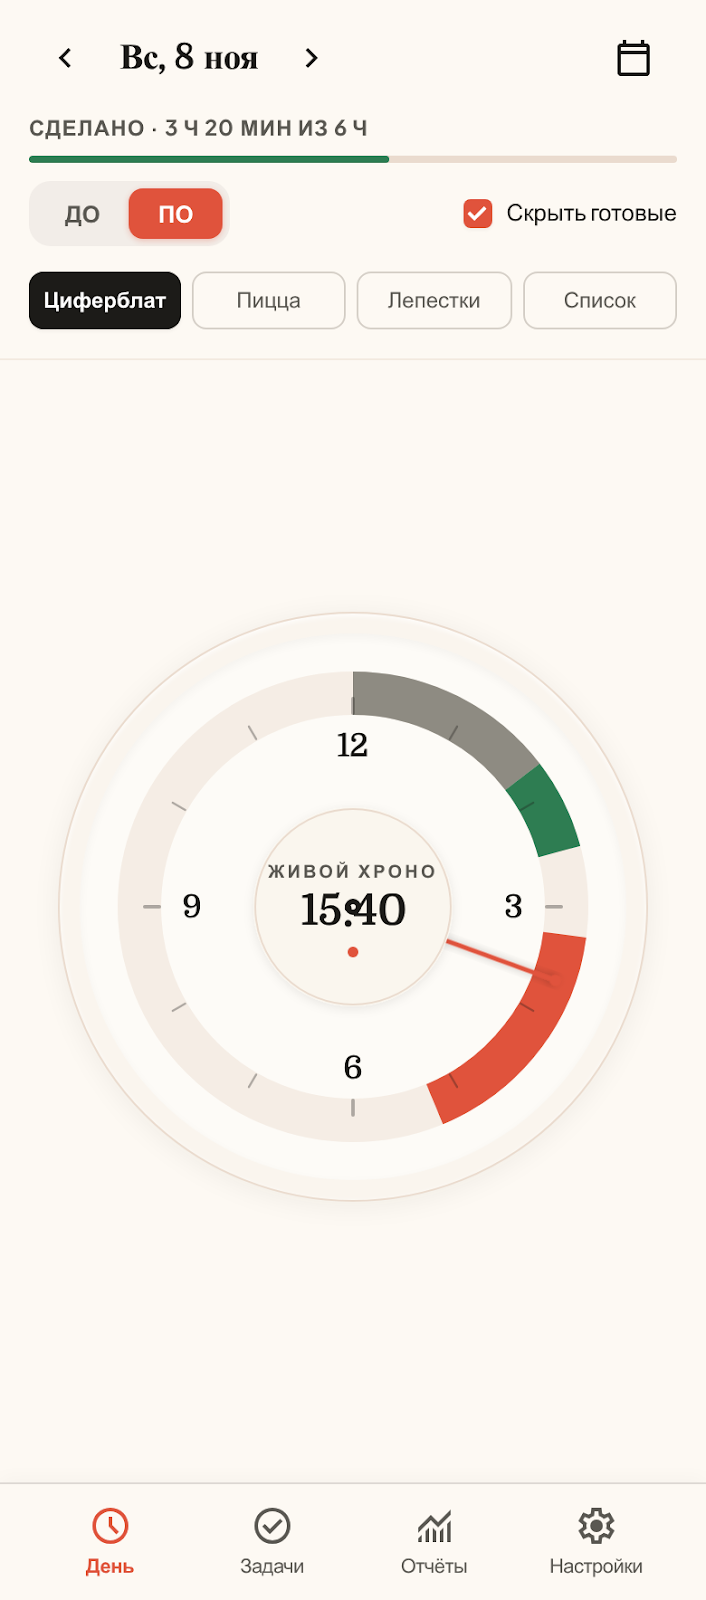 Вс, 8 ноя
СДЕЛАНО · 3 Ч 20 МИН ИЗ 6 Ч
ДО ПО Скрыть готовые
Циферблат Пицца Лепестки Список
12
ЖИВОЙ ХРОНО
9 15:40 3
6
День Задачи Отчёты Настройки